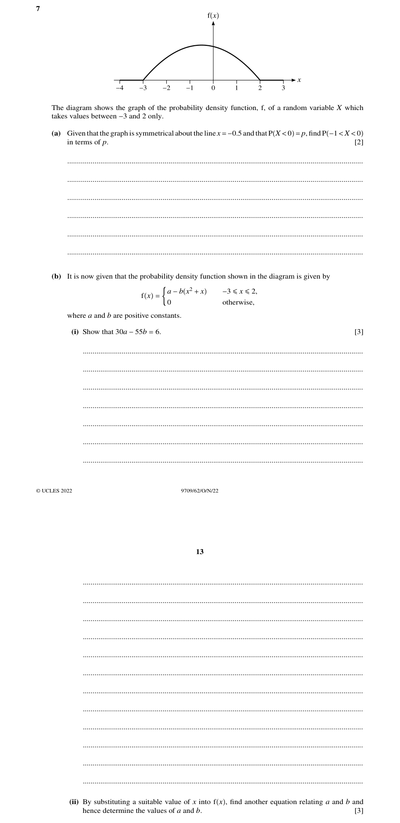 7
f(x)
x
−4 −3 −2 −1 0 1 2 3
The diagram shows the graph of the probability density function, f, of a random variable X which
takes values between −3 and 2 only.
(a) Given that the graph is symmetrical about the line x = −0.5 and that P(X < 0) = p, find P(−1 < X < 0)
in terms of p. [2]
(b) It is now given that the probability density function shown in the diagram is given by
f(x) = { a − b(x² + x) −3 ⩽ x ⩽ 2,
0 otherwise,
where a and b are positive constants.
(i) Show that 30a − 55b = 6. [3]
© UCLES 2022 9709/62/O/N/22
13
(ii) By substituting a suitable value of x into f(x), find another equation relating a and b and
hence determine the values of a and b. [3]